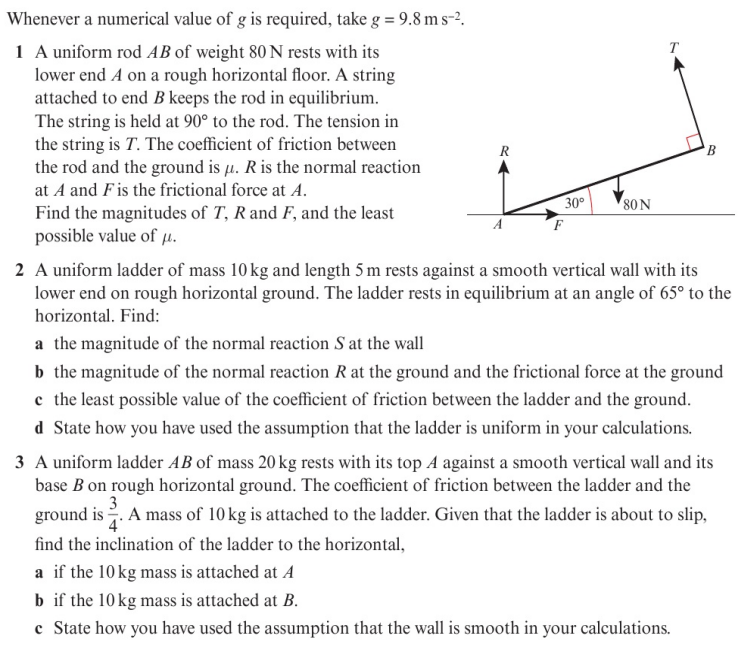 Whenever a numerical value of g is required, take g = 9.8 m s⁻².
1 A uniform rod AB of weight 80 N rests with its
lower end A on a rough horizontal floor. A string
attached to end B keeps the rod in equilibrium.
The string is held at 90° to the rod. The tension in
the string is T. The coefficient of friction between
the rod and the ground is μ. R is the normal reaction
at A and F is the frictional force at A.
Find the magnitudes of T, R and F, and the least
possible value of μ.
T
B
R
30°
80 N
A
F
2 A uniform ladder of mass 10 kg and length 5 m rests against a smooth vertical wall with its
lower end on rough horizontal ground. The ladder rests in equilibrium at an angle of 65° to the
horizontal. Find:
a the magnitude of the normal reaction S at the wall
b the magnitude of the normal reaction R at the ground and the frictional force at the ground
c the least possible value of the coefficient of friction between the ladder and the ground.
d State how you have used the assumption that the ladder is uniform in your calculations.
3 A uniform ladder AB of mass 20 kg rests with its top A against a smooth vertical wall and its
base B on rough horizontal ground. The coefficient of friction between the ladder and the
ground is 3/4. A mass of 10 kg is attached to the ladder. Given that the ladder is about to slip,
find the inclination of the ladder to the horizontal,
a if the 10 kg mass is attached at A
b if the 10 kg mass is attached at B.
c State how you have used the assumption that the wall is smooth in your calculations.